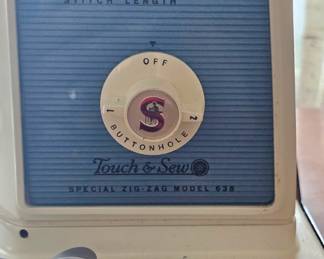 STITCH LENGTH
OFF
1
2
S
BUTTONHOLE
Touch & Sew
SPECIAL ZIG-ZAG MODEL 638